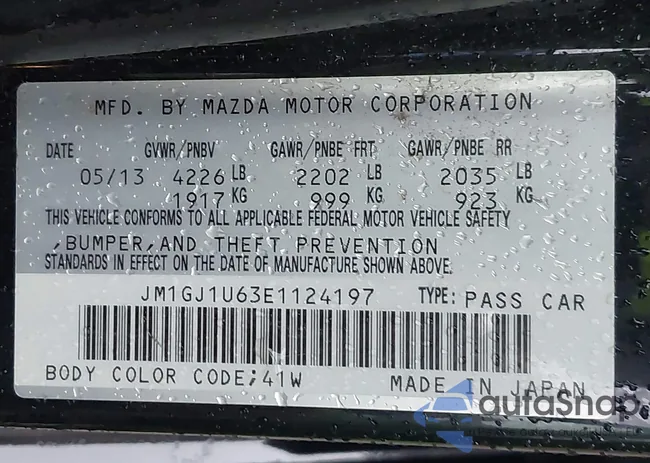 MFD. BY MAZDA MOTOR CORPORATION
DATE GVWR/PNBV GAWR/PNBE FRT GAWR/PNBE RR
05/13 4226 LB 2202 LB 2035 LB
1917 KG 999 KG 923 KG
THIS VEHICLE CONFORMS TO ALL APPLICABLE FEDERAL MOTOR VEHICLE SAFETY
,BUMPER,AND THEFT PREVENTION
STANDARDS IN EFFECT ON THE DATE OF MANUFACTURE SHOWN ABOVE.
JM1GJ1U63E1124197 TYPE: PASS CAR
BODY COLOR CODE;41W MADE IN JAPAN
autaSnap